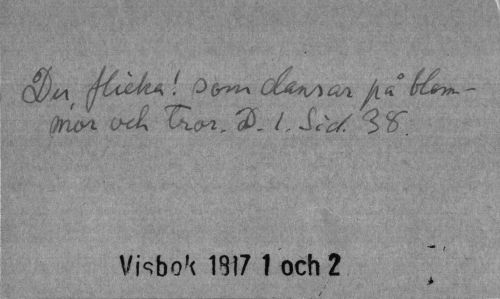 Du, flicka! som dansar på blom-
mor och tror. D. 1. Sid. 38.
Visbok 1817 1 och 2